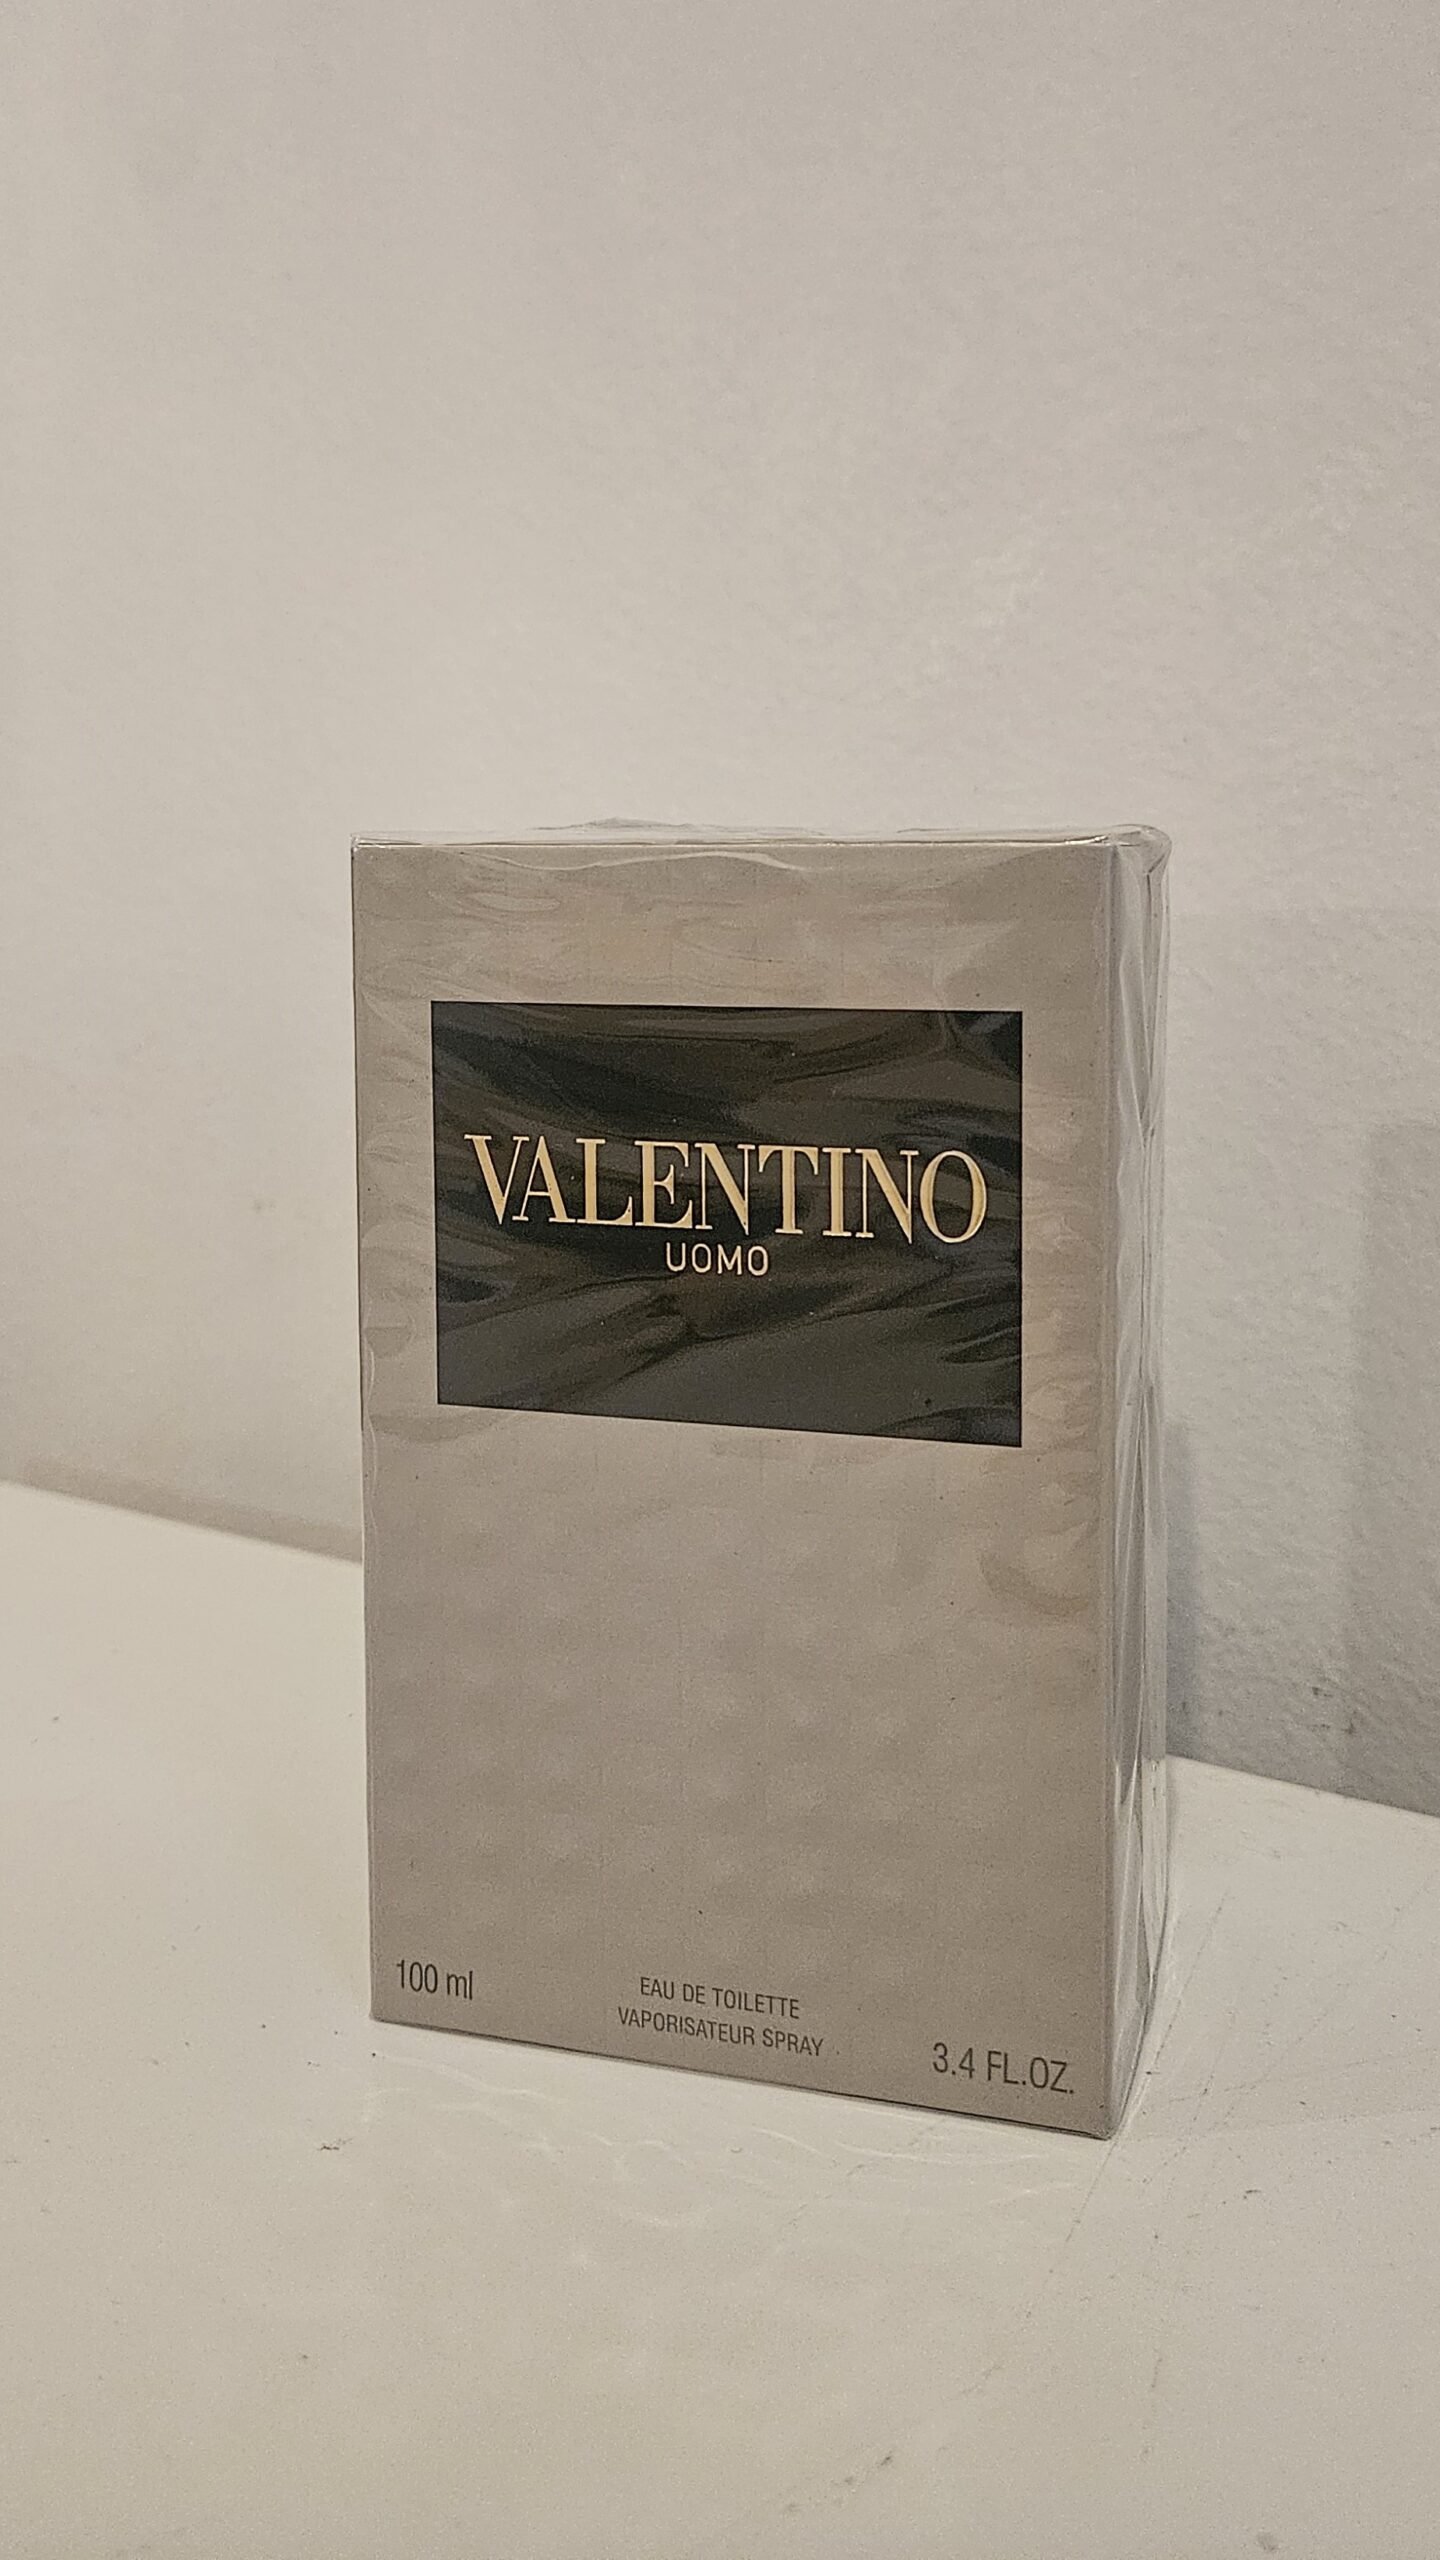 VALENTINO
UOMO
100 ml
EAU DE TOILETTE
VAPORISATEUR SPRAY
3.4 FL.OZ.